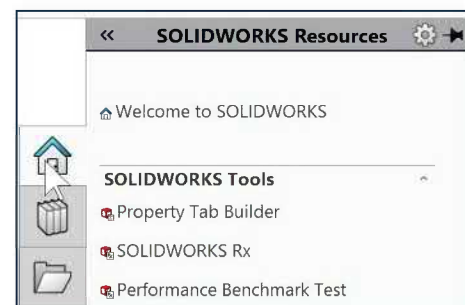 « SOLIDWORKS Resources
Welcome to SOLIDWORKS
SOLIDWORKS Tools
Property Tab Builder
SOLIDWORKS Rx
Performance Benchmark Test